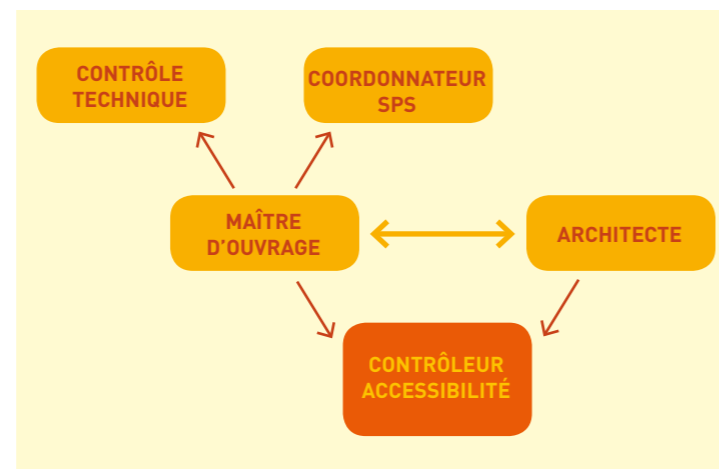 CONTRÔLE
TECHNIQUE
COORDONNATEUR
SPS
MAÎTRE
D'OUVRAGE
ARCHITECTE
CONTRÔLEUR
ACCESSIBILITÉ